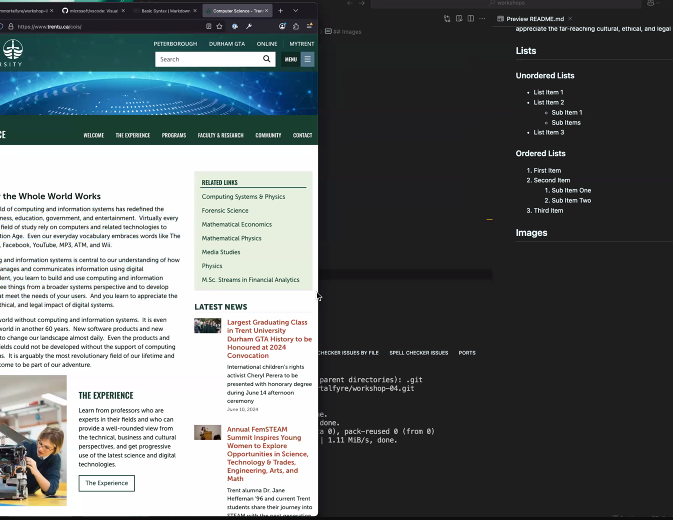 microsoft/vscode: Visual
Basic Syntax | Markdown
Computer Science - Trent
https://www.trentu.ca/cois/
PETERBOROUGH
DURHAM GTA
ONLINE
MYTRENT
Search
MENU
WELCOME
THE EXPERIENCE
PROGRAMS
FACULTY & RESEARCH
COMMUNITY
CONTACT
the Whole World Works
ld of computing and information systems has redefined the
ness, education, government, and entertainment. Virtually every
field of study rely on computers and related technologies to
tion Age. Even our everyday vocabulary embraces words like The
, Facebook, YouTube, MP3, ATM, and Wii.
g and information systems is central to our understanding of how
anages and communicates information using digital
dent, you learn to build and use computing and information
ee things from a broader systems perspective and to develop
at meet the needs of your users. And you learn to appreciate the
thical, and legal impact of digital systems.
world without computing and information systems. It is even
world in another 60 years. New software products and new
to change our landscape almost daily. Even the products and
fields could not be developed without the support of computing
s. It is arguably the most revolutionary field of our lifetime and
come to be part of our adventure.
THE EXPERIENCE
Learn from professors who are
experts in their fields and who can
provide a well-rounded view from
the technical, business and cultural
perspectives, and get progressive
use of the latest science and digital
technologies.
The Experience
RELATED LINKS
Computing Systems & Physics
Forensic Science
Mathematical Economics
Mathematical Physics
Media Studies
Physics
M.Sc. Streams in Financial Analytics
LATEST NEWS
Largest Graduating Class
in Trent University
Durham GTA History to be
Honoured at 2024
Convocation
International children's rights
activist Cheryl Perera to be
presented with honorary degree
during June 14 afternoon
ceremony
June 10, 2024
Annual FemSTEAM
Summit Inspires Young
Women to Explore
Opportunities in Science,
Technology & Trades,
Engineering, Arts, and
Math
Trent alumna Dr. Jane
Heffernan '96 and current Trent
students share their journey into
workshops
## Images
CHECKER ISSUES BY FILE
SPELL CHECKER ISSUES
PORTS
parent directories): .git
rtalfyre/workshop-04.git
e.
done.
a 0), pack-reused 0 (from 0)
| 1.11 MiB/s, done.
Preview README.md
appreciate the far-reaching cultural, ethical, and legal
Lists
Unordered Lists
List Item 1
List Item 2
Sub Item 1
Sub Items
List Item 3
Ordered Lists
1. First Item
2. Second Item
1. Sub Item One
2. Sub Item Two
3. Third Item
Images